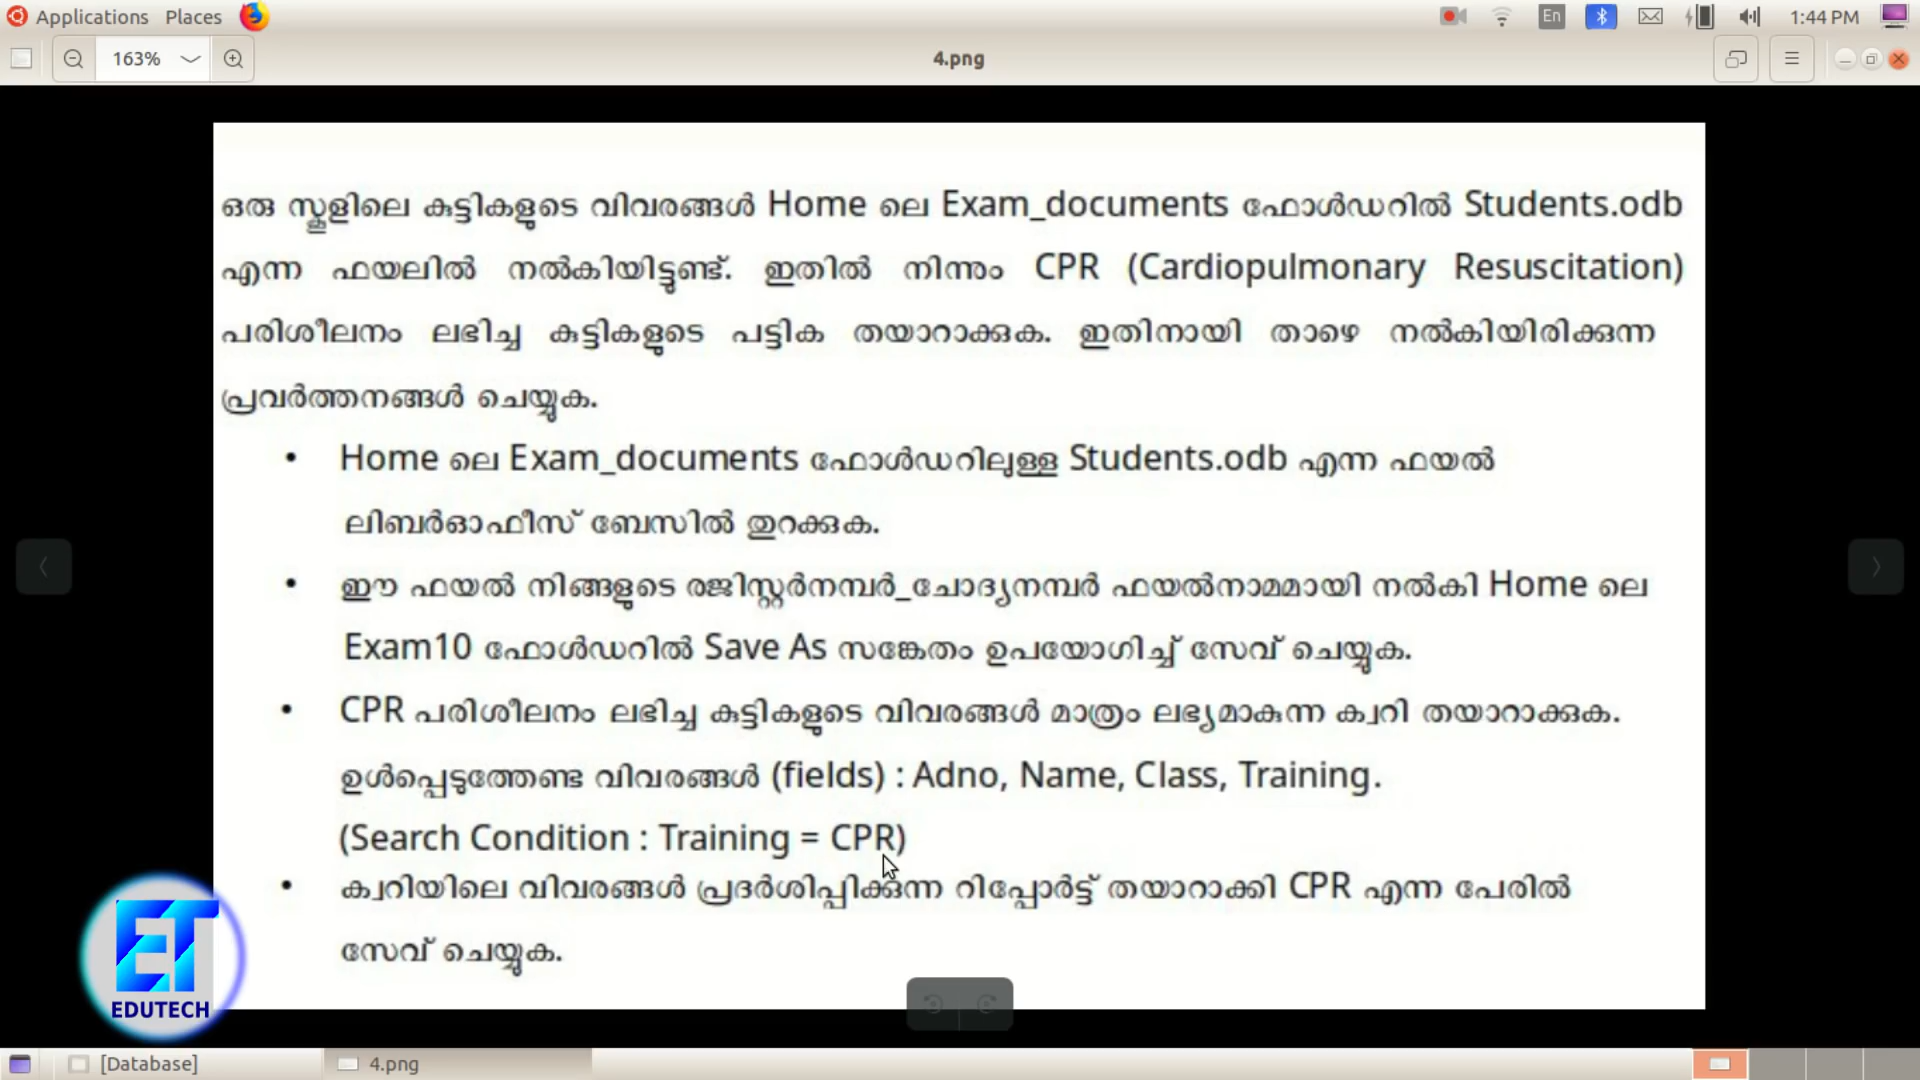 Applications Places En 1:44 PM
163% 4.png
ഒരു സ്കൂളിലെ കുട്ടികളുടെ വിവരങ്ങൾ Home ലെ Exam_documents ഫോൾഡറിൽ Students.odb
എന്ന ഫയലിൽ നൽകിയിട്ടുണ്ട്. ഇതിൽ നിന്നും CPR (Cardiopulmonary Resuscitation)
പരിശീലനം ലഭിച്ച കുട്ടികളുടെ പട്ടിക തയാറാക്കുക. ഇതിനായി താഴെ നൽകിയിരിക്കുന്ന
പ്രവർത്തനങ്ങൾ ചെയ്യുക.
• Home ലെ Exam_documents ഫോൾഡറിലുള്ള Students.odb എന്ന ഫയൽ
ലിബർഓഫീസ് ബേസിൽ തുറക്കുക.
• ഈ ഫയൽ നിങ്ങളുടെ രജിസ്റ്റർനമ്പർ_ചോദ്യനമ്പർ ഫയൽനാമമായി നൽകി Home ലെ
Exam10 ഫോൾഡറിൽ Save As സങ്കേതം ഉപയോഗിച്ച് സേവ് ചെയ്യുക.
• CPR പരിശീലനം ലഭിച്ച കുട്ടികളുടെ വിവരങ്ങൾ മാത്രം ലഭ്യമാകുന്ന ക്വറി തയാറാക്കുക.
ഉൾപ്പെടുത്തേണ്ട വിവരങ്ങൾ (fields) : Adno, Name, Class, Training.
(Search Condition : Training = CPR)
• ക്വറിയിലെ വിവരങ്ങൾ പ്രദർശിപ്പിക്കുന്ന റിപ്പോർട്ട് തയാറാക്കി CPR എന്ന പേരിൽ
സേവ് ചെയ്യുക.
ET
EDUTECH
[Database] 4.png